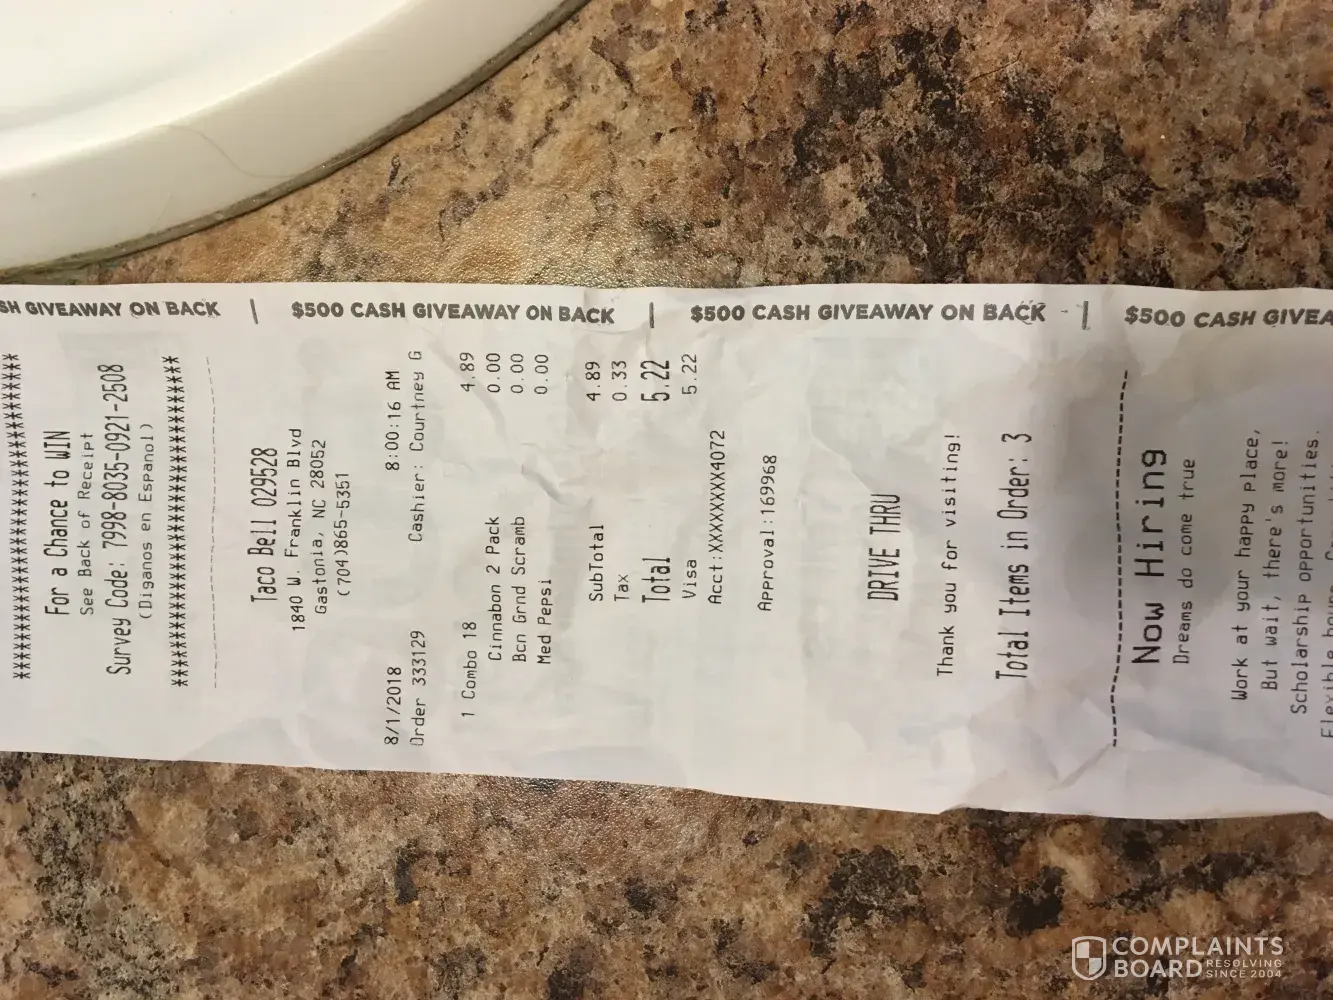 SH GIVEAWAY ON BACK | $500 CASH GIVEAWAY ON BACK | $500 CASH GIVEAWAY ON BACK | $500 CASH
For a Chance to WIN
See Back of Receipt
Survey Code: 7998-8035-0921-2508
(Diganos en Espanol)
Taco Bell 029528
1840 W. Franklin Blvd
Gastonia, NC 28052
(704)865-5351
8/1/2018 8:00:16 AM
Order 333129 Cashier: Courtney G
1 Combo 18 4.89
Cinnabon 2 Pack 0.00
Bcn Grnd Scramb 0.00
Med Pepsi 0.00
SubTotal 4.89
Tax 0.33
Total 5.22
Visa 5.22
Acct:XXXXXXXXXXXX4072
Approval:169968
DRIVE THRU
Thank you for visiting!
Total Items in Order: 3
Now Hiring
Dreams do come true
Work at your happy place,
But wait, there's more!
Scholarship opportunities.
COMPLAINTS
BOARD RESOLVING
SINCE 2004